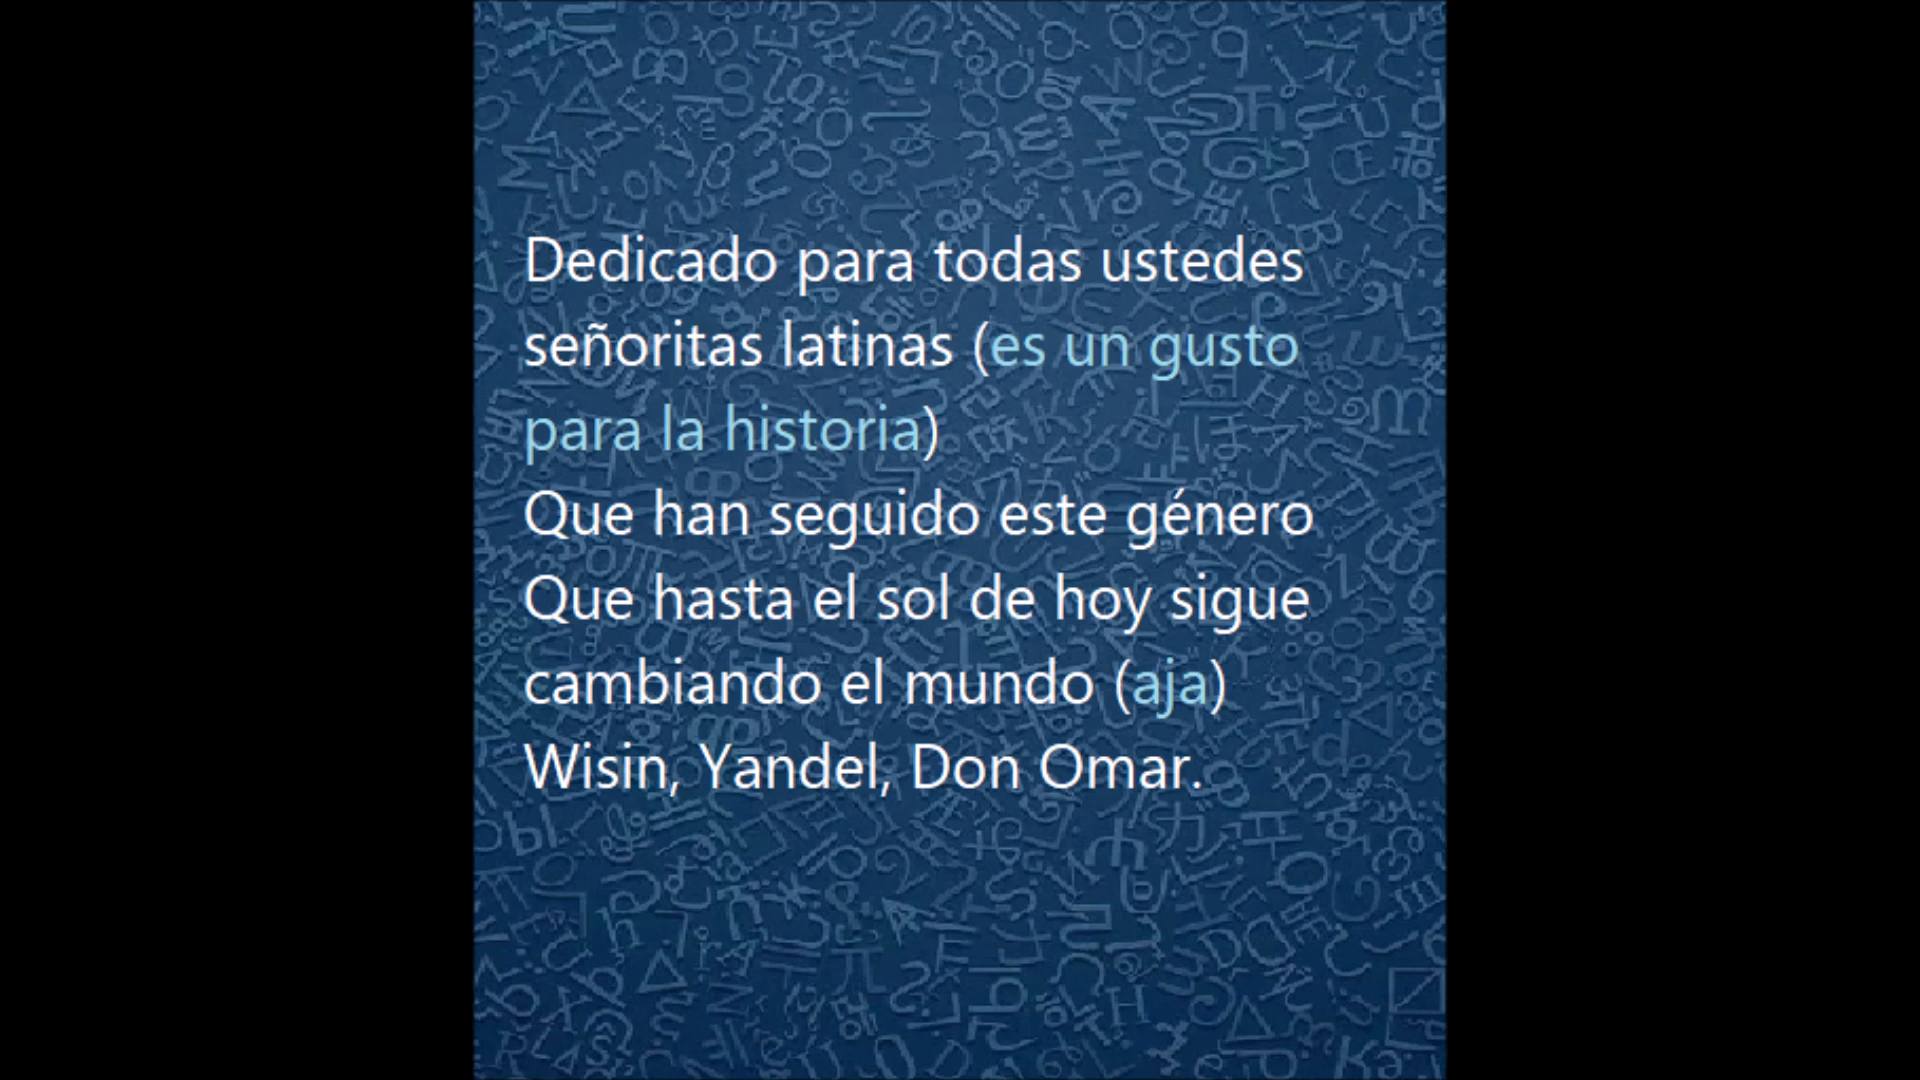 Dedicado para todas ustedes
señoritas latinas (es un gusto
para la historia)
Que han seguido este género
Que hasta el sol de hoy sigue
cambiando el mundo (aja)
Wisin, Yandel, Don Omar.